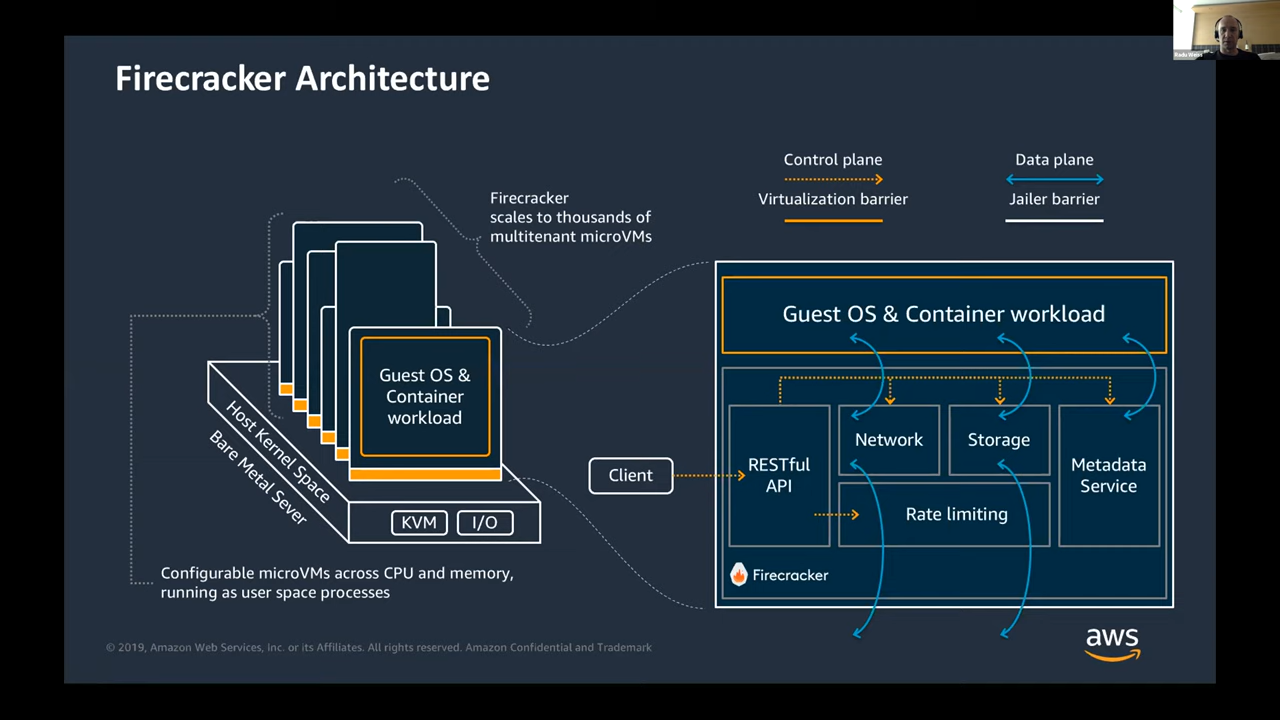 Firecracker Architecture
Control plane
Data plane
Virtualization barrier
Jailer barrier
Firecracker
scales to thousands of
multitenant microVMs
Guest OS &
Container
workload
Host Kernel Space
Bare Metal Sever
KVM
I/O
Configurable microVMs across CPU and memory,
running as user space processes
Guest OS & Container workload
Client
RESTful
API
Network
Storage
Metadata
Service
Rate limiting
Firecracker
© 2019, Amazon Web Services, Inc. or its Affiliates. All rights reserved. Amazon Confidential and Trademark
aws
Radu Weiss